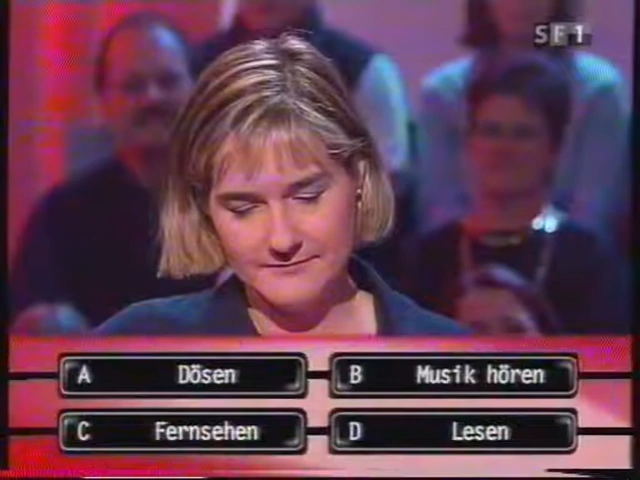 SF1
A Dösen
B Musik hören
C Fernsehen
D Lesen